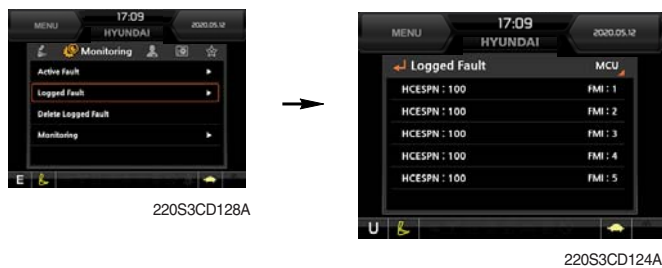 MENU
17:09
HYUNDAI
2020.05.12
Monitoring
Active Fault
Logged Fault
Delete Logged Fault
Monitoring
E
220S3CD128A
MENU
17:09
HYUNDAI
2020.05.12
Logged Fault MCU
HCESPN : 100 FMI : 1
HCESPN : 100 FMI : 2
HCESPN : 100 FMI : 3
HCESPN : 100 FMI : 4
HCESPN : 100 FMI : 5
U
220S3CD124A